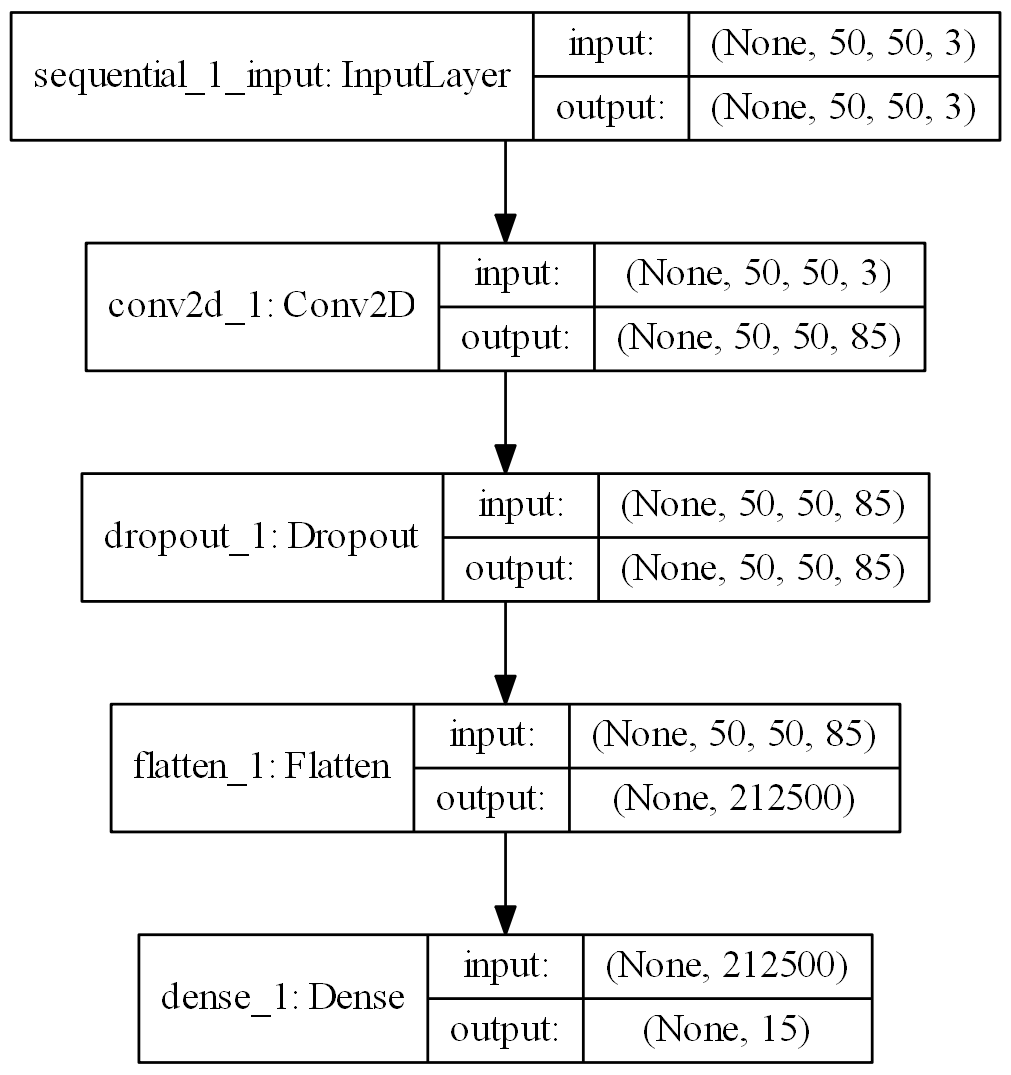 sequential_1_input: InputLayer
input: (None, 50, 50, 3)
output: (None, 50, 50, 3)
conv2d_1: Conv2D
input: (None, 50, 50, 3)
output: (None, 50, 50, 85)
dropout_1: Dropout
input: (None, 50, 50, 85)
output: (None, 50, 50, 85)
flatten_1: Flatten
input: (None, 50, 50, 85)
output: (None, 212500)
dense_1: Dense
input: (None, 212500)
output: (None, 15)